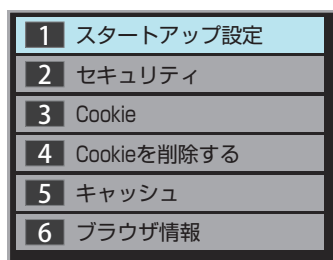 1 スタートアップ設定
2 セキュリティ
3 Cookie
4 Cookieを削除する
5 キャッシュ
6 ブラウザ情報